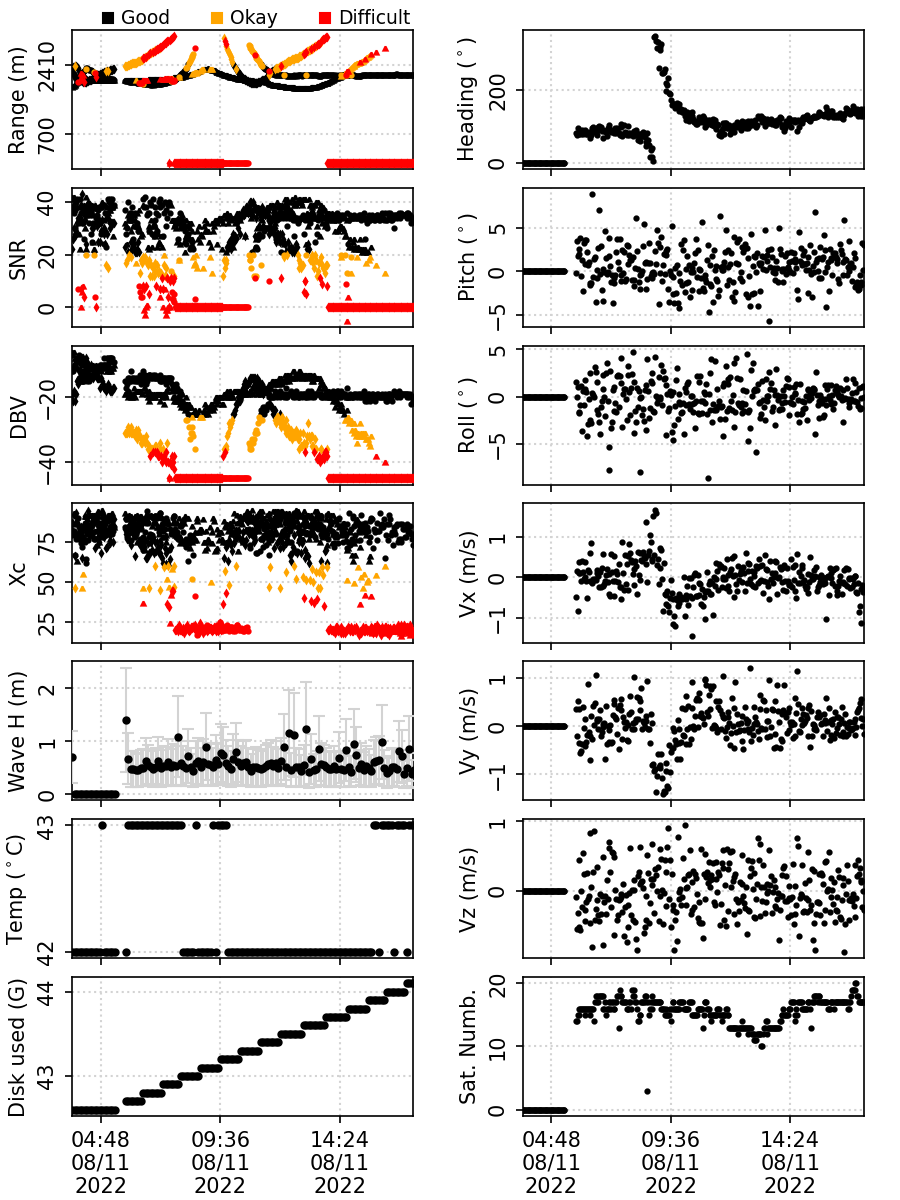 Good Okay Difficult
Range (m)
2410
700
Heading (°)
200
0
SNR
40
20
0
Pitch (°)
5
0
−5
DBV
−20
−40
Roll (°)
5
0
−5
Xc
75
50
25
Vx (m/s)
1
0
−1
Wave H (m)
2
1
0
Vy (m/s)
1
0
−1
Temp (°C)
43
42
Vz (m/s)
1
0
Disk used (G)
44
43
Sat. Numb.
20
10
0
04:48 09:36 14:24
08/11 08/11 08/11
2022 2022 2022
04:48 09:36 14:24
08/11 08/11 08/11
2022 2022 2022